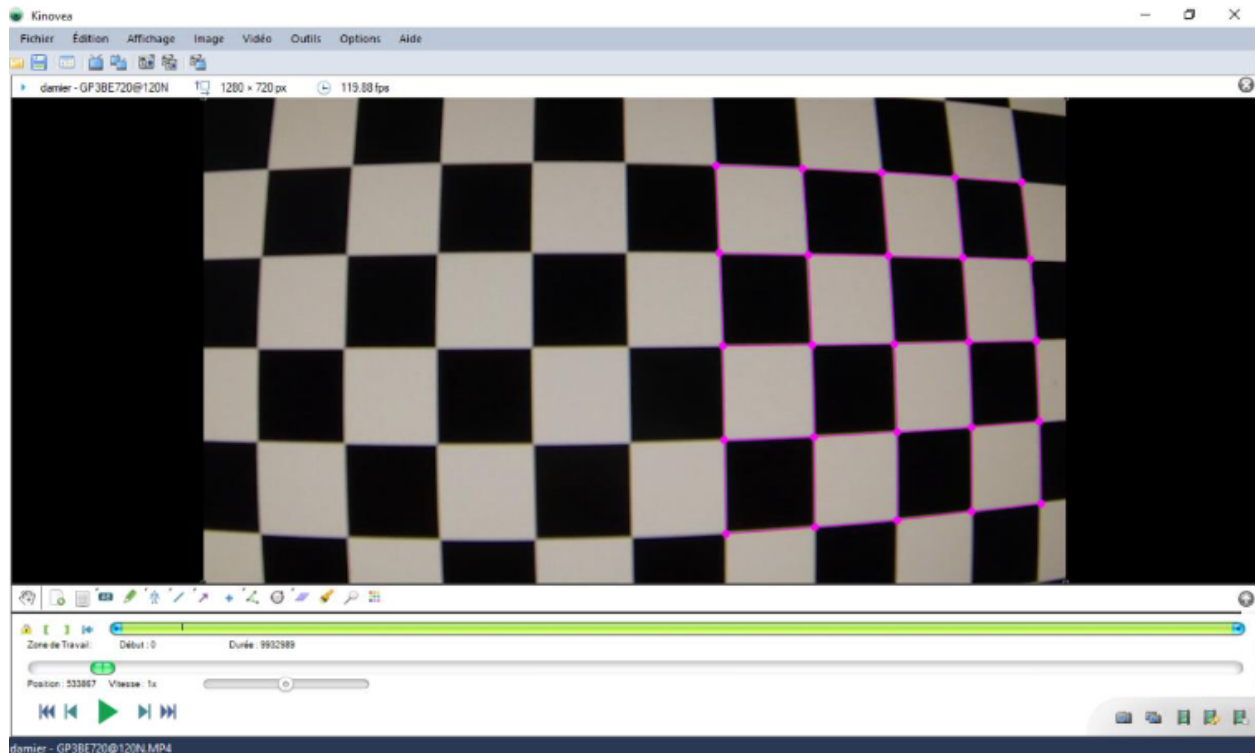 Kinovea
Fichier Édition Affichage Image Vidéo Outils Options Aide
damier - GP3BE720@120N 1280 × 720 px 119.88 fps
Zone de Travail: Début : 0 Durée : 9932989
Position : 533867 Vitesse : 1x
damier - GP3BE720@120N.MP4